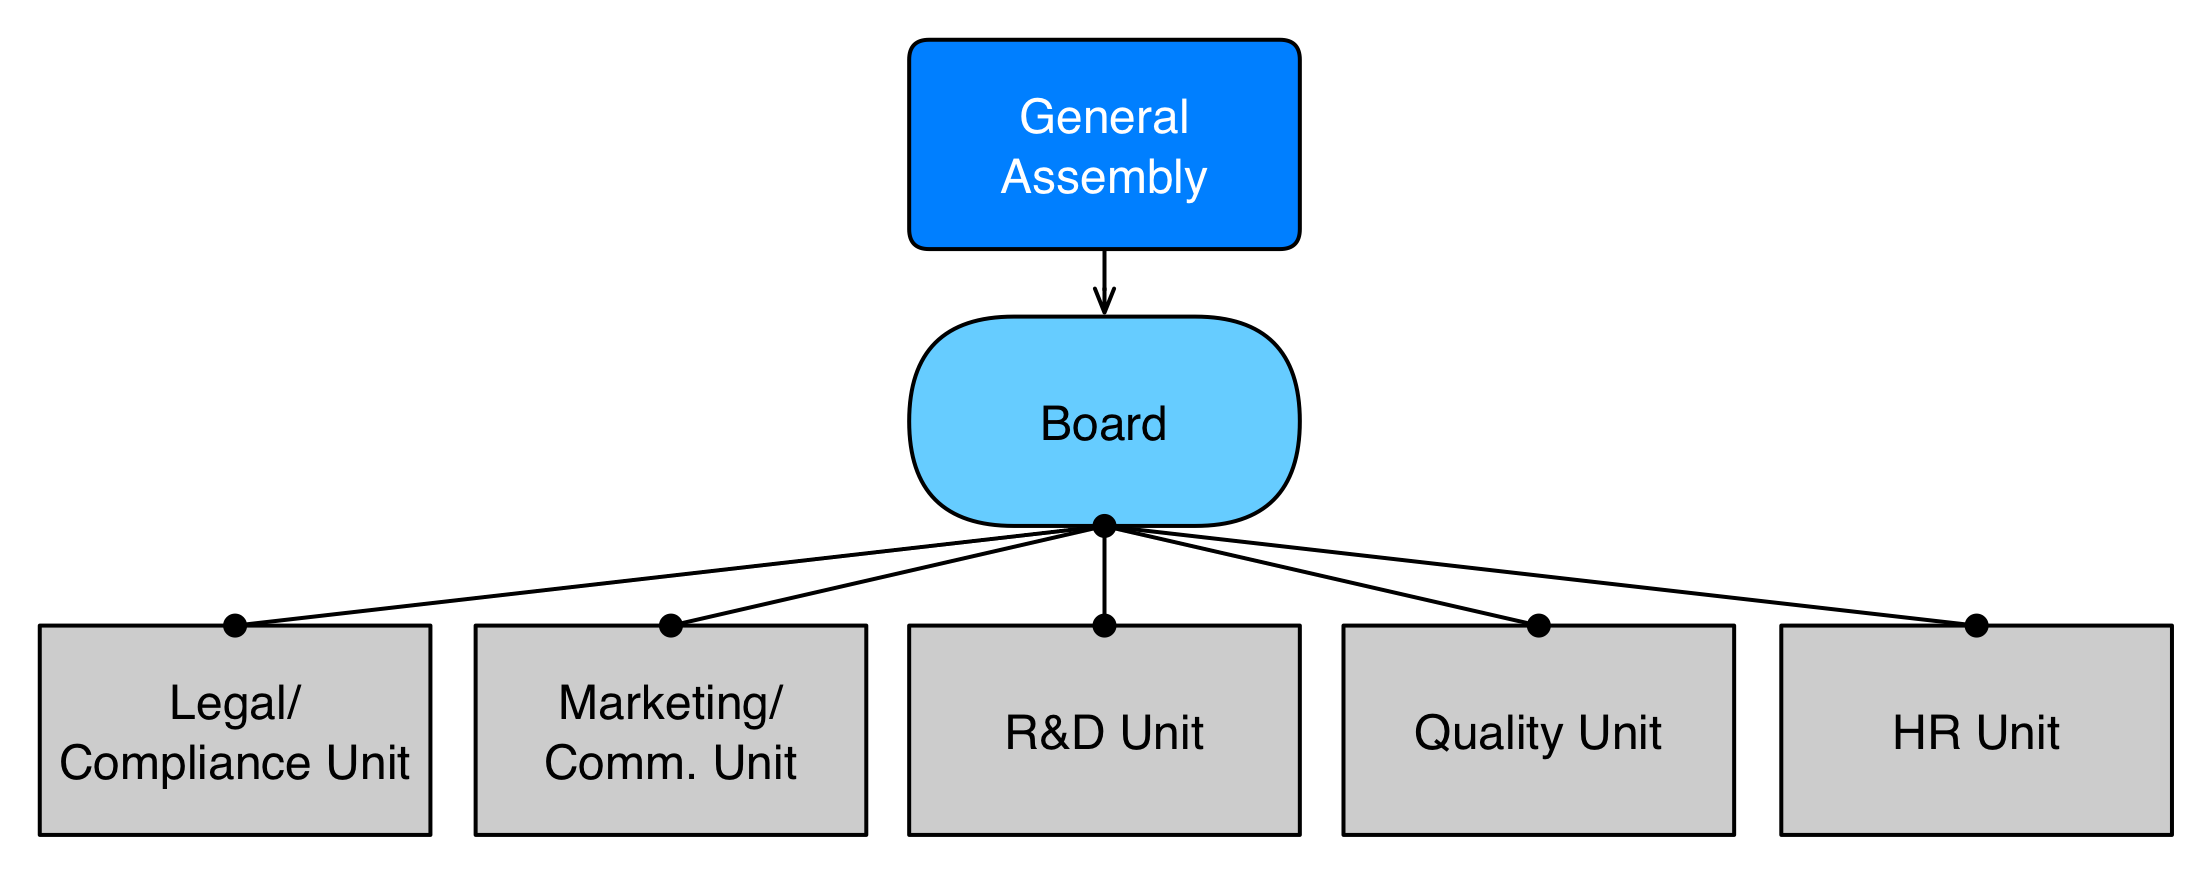 General
Assembly
Board
Legal/
Compliance Unit
Marketing/
Comm. Unit
R&D Unit
Quality Unit
HR Unit